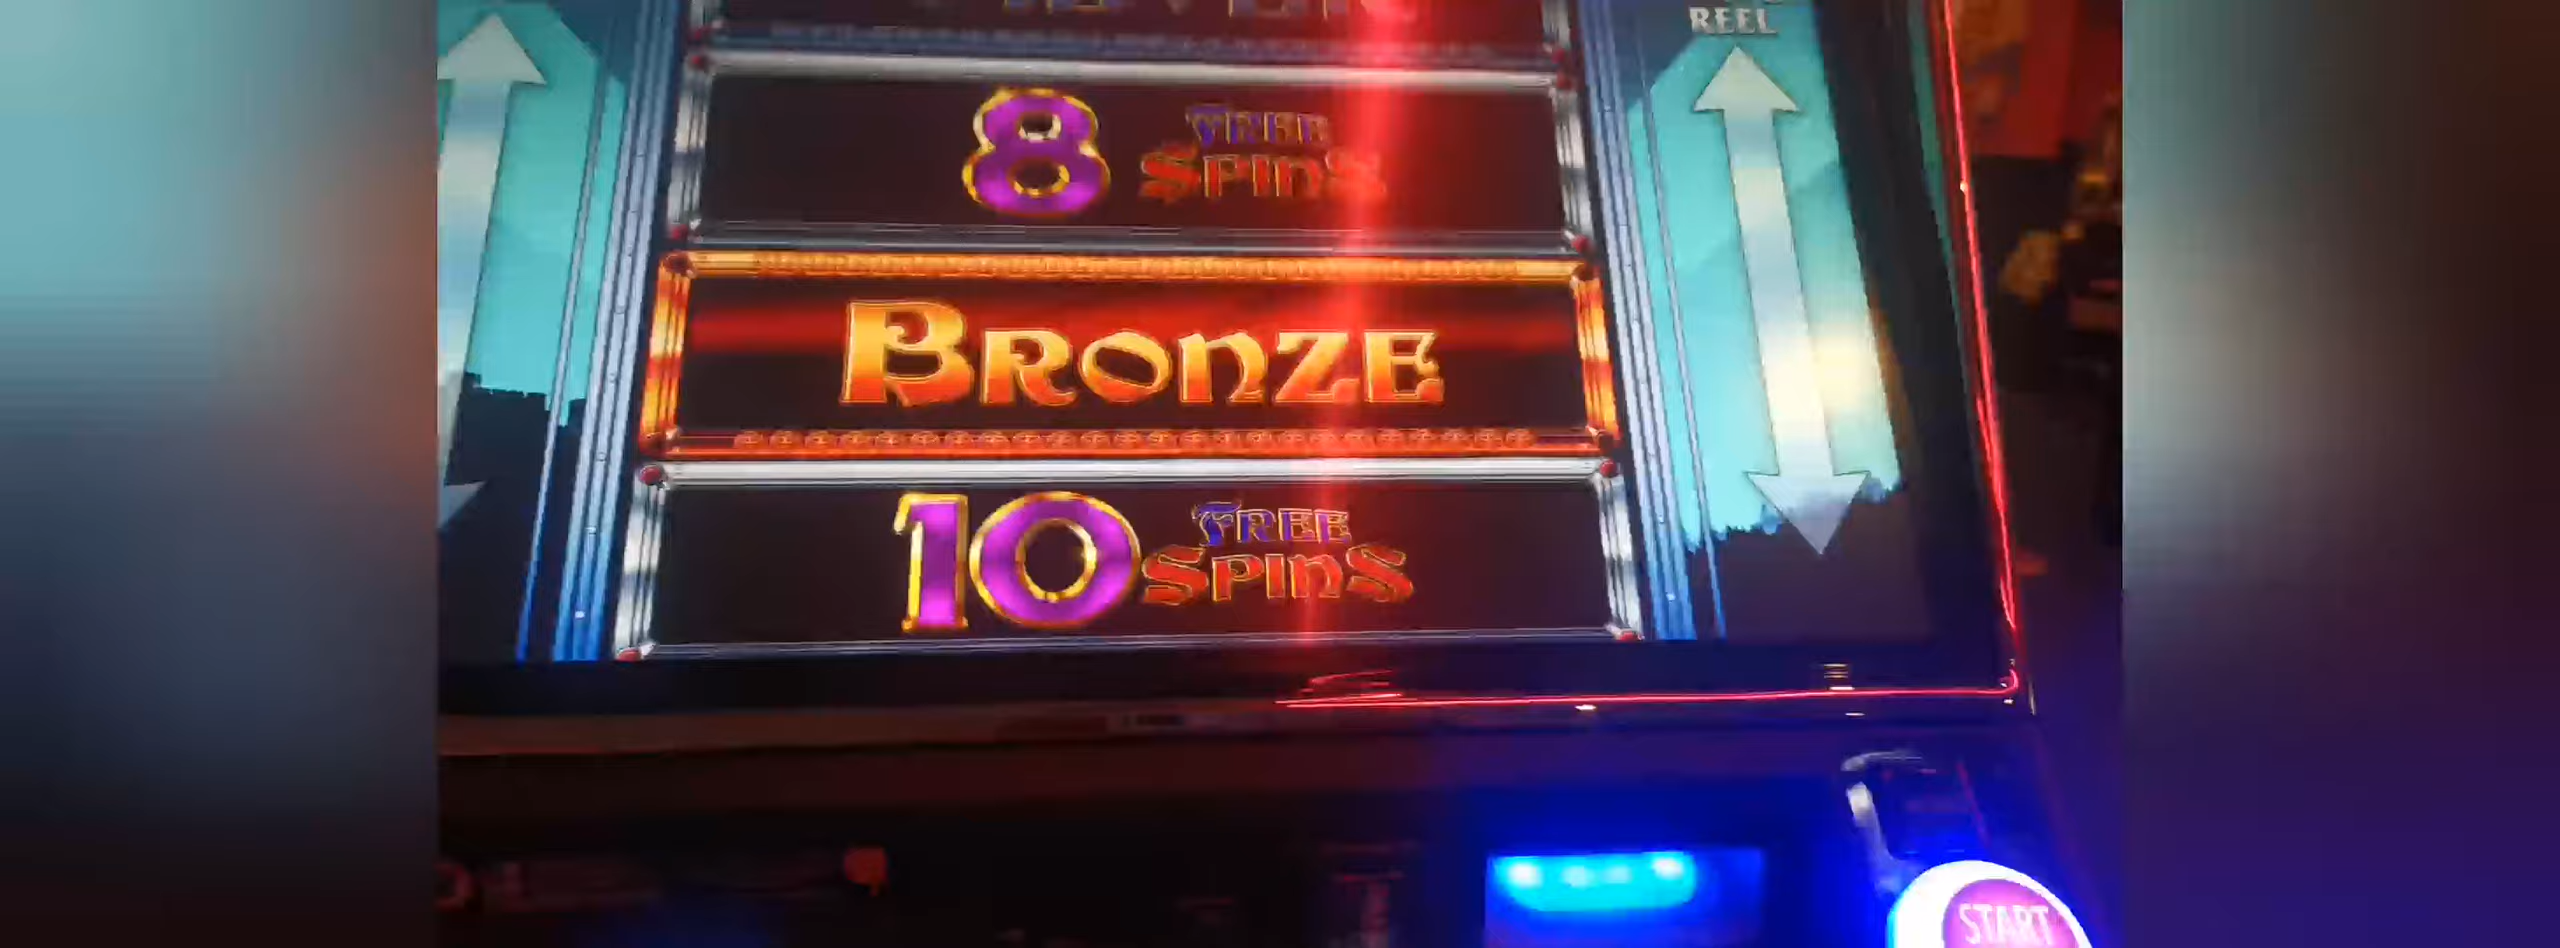 REEL
8 FREE
SPINS
BRONZE
10 FREE
SPINS
START